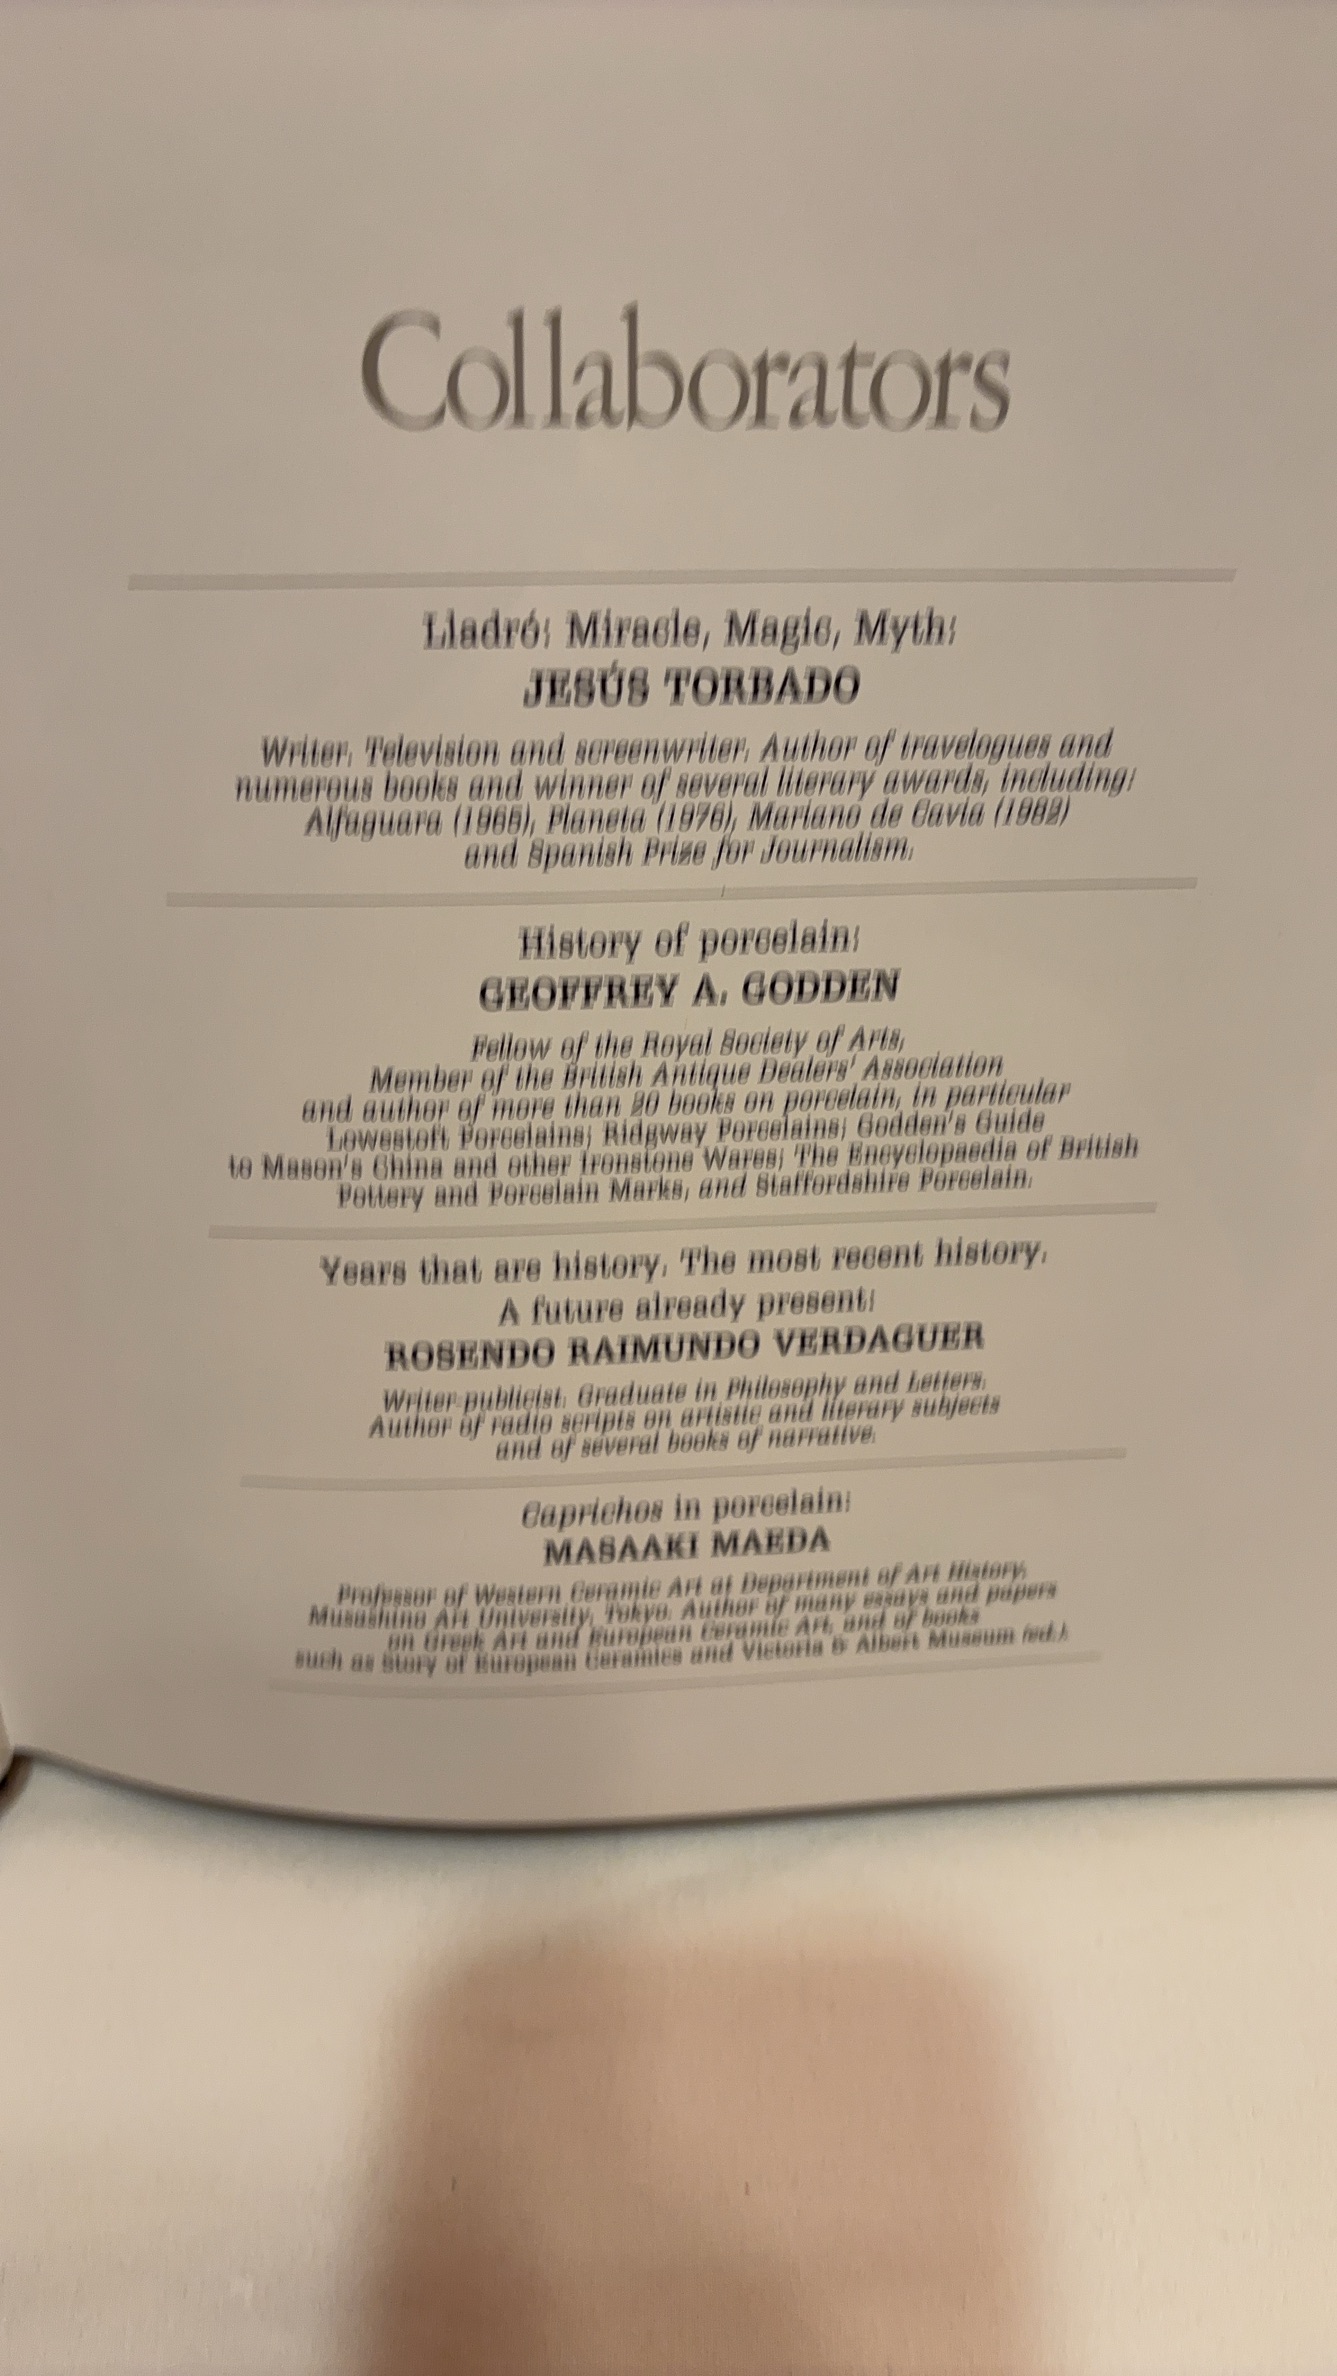 Collaborators
Lladró: Miracle, Magic, Myth:
JESÚS TORBADO
Writer. Television and screenwriter. Author of travelogues and
numerous books and winner of several literary awards, including:
Alfaguara (1965), Planeta (1976), Mariano de Cavia (1982)
and Spanish Prize for Journalism.
History of porcelain:
GEOFFREY A. GODDEN
Fellow of the Royal Society of Arts,
Member of the British Antique Dealers' Association
and author of more than 20 books on porcelain, in particular
Lowestoft Porcelains; Ridgway Porcelains; Godden's Guide
to Mason's China and other Ironstone Wares; The Encyclopaedia of British
Pottery and Porcelain Marks, and Staffordshire Porcelain.
Years that are history. The most recent history.
A future already present:
ROSENDO RAIMUNDO VERDAGUER
Writer-publicist. Graduate in Philosophy and Letters.
Author of radio scripts on artistic and literary subjects
and of several books of narrative.
Caprichos in porcelain:
MASAAKI MAEDA
Professor of Western Ceramic Art at Department of Art History,
Musashino Art University, Tokyo. Author of many essays and papers
on Greek Art and European Ceramic Art, and of books
such as Story of European Ceramics and Victoria & Albert Museum (ed.).